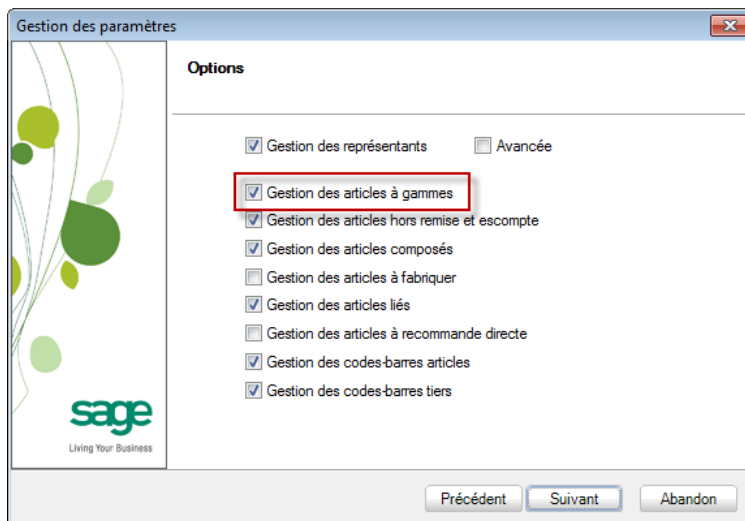 Gestion des paramètres
Options
Gestion des représentants Avancée
Gestion des articles à gammes
Gestion des articles hors remise et escompte
Gestion des articles composés
Gestion des articles à fabriquer
Gestion des articles liés
Gestion des articles à recommande directe
Gestion des codes-barres articles
Gestion des codes-barres tiers
sage
Living Your Business
Précédent Suivant Abandon